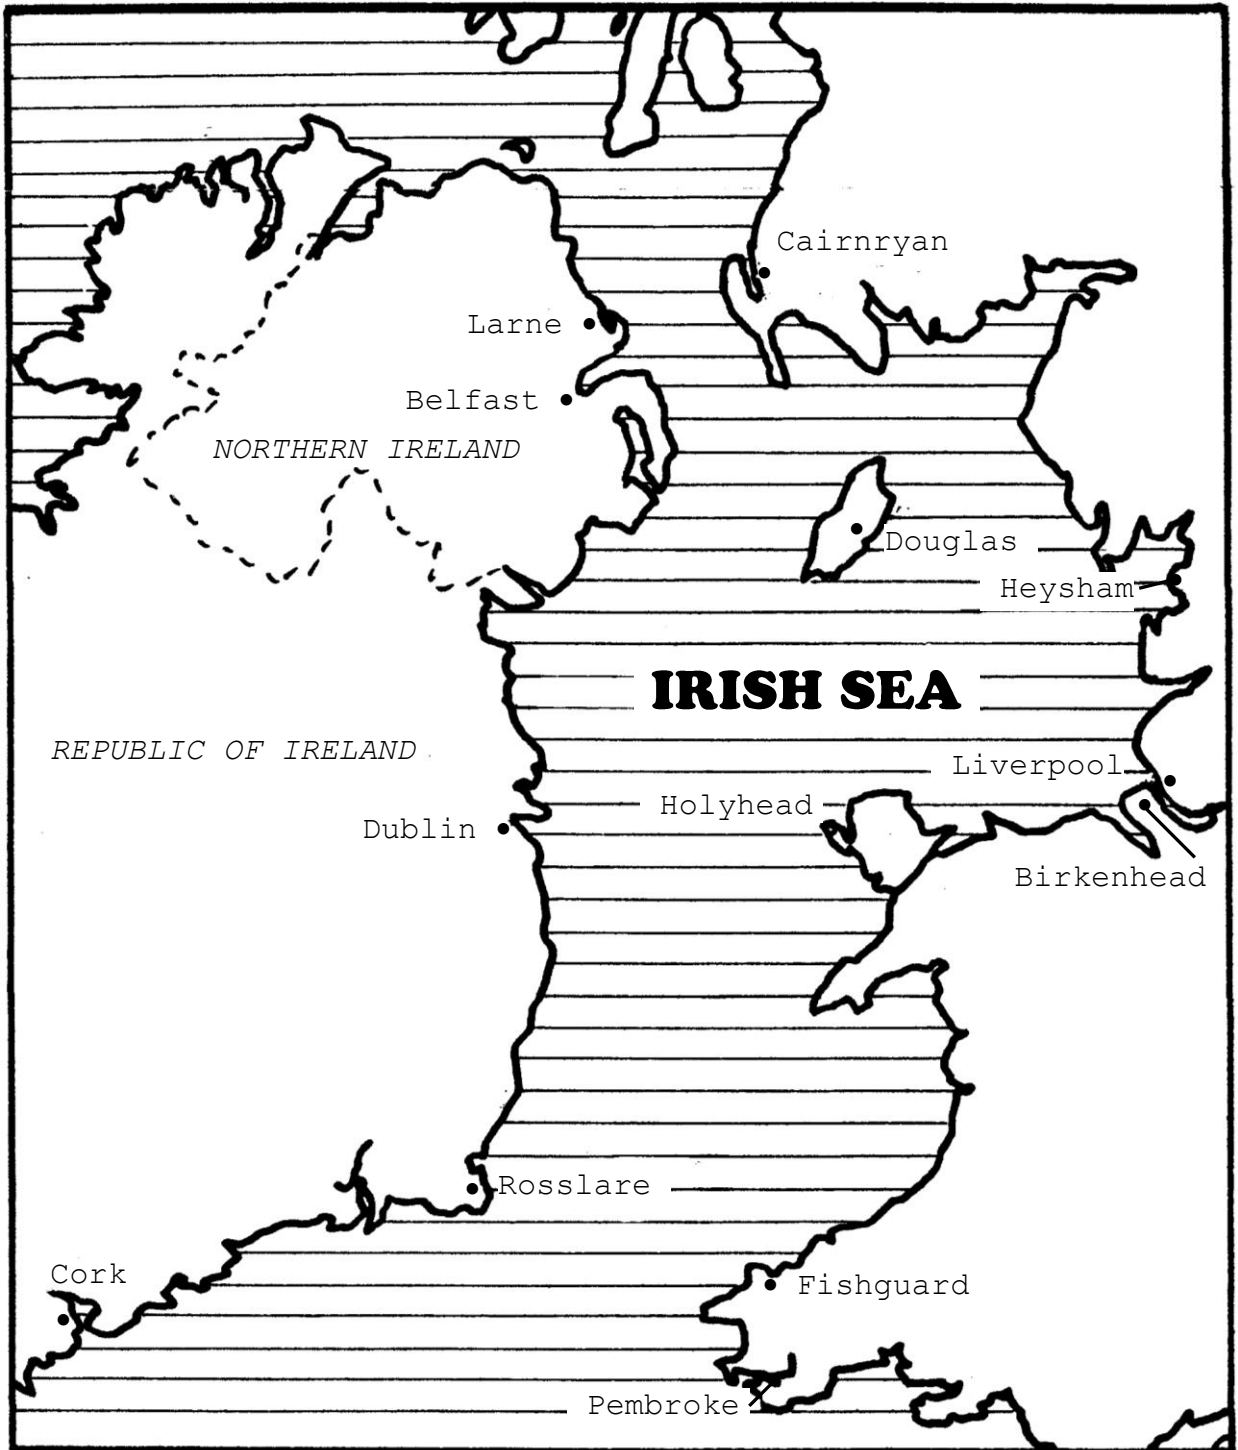 Cairnryan
Larne
Belfast
NORTHERN IRELAND
Douglas
Heysham
IRISH SEA
REPUBLIC OF IRELAND
Liverpool
Holyhead
Dublin
Birkenhead
Rosslare
Cork
Fishguard
Pembroke